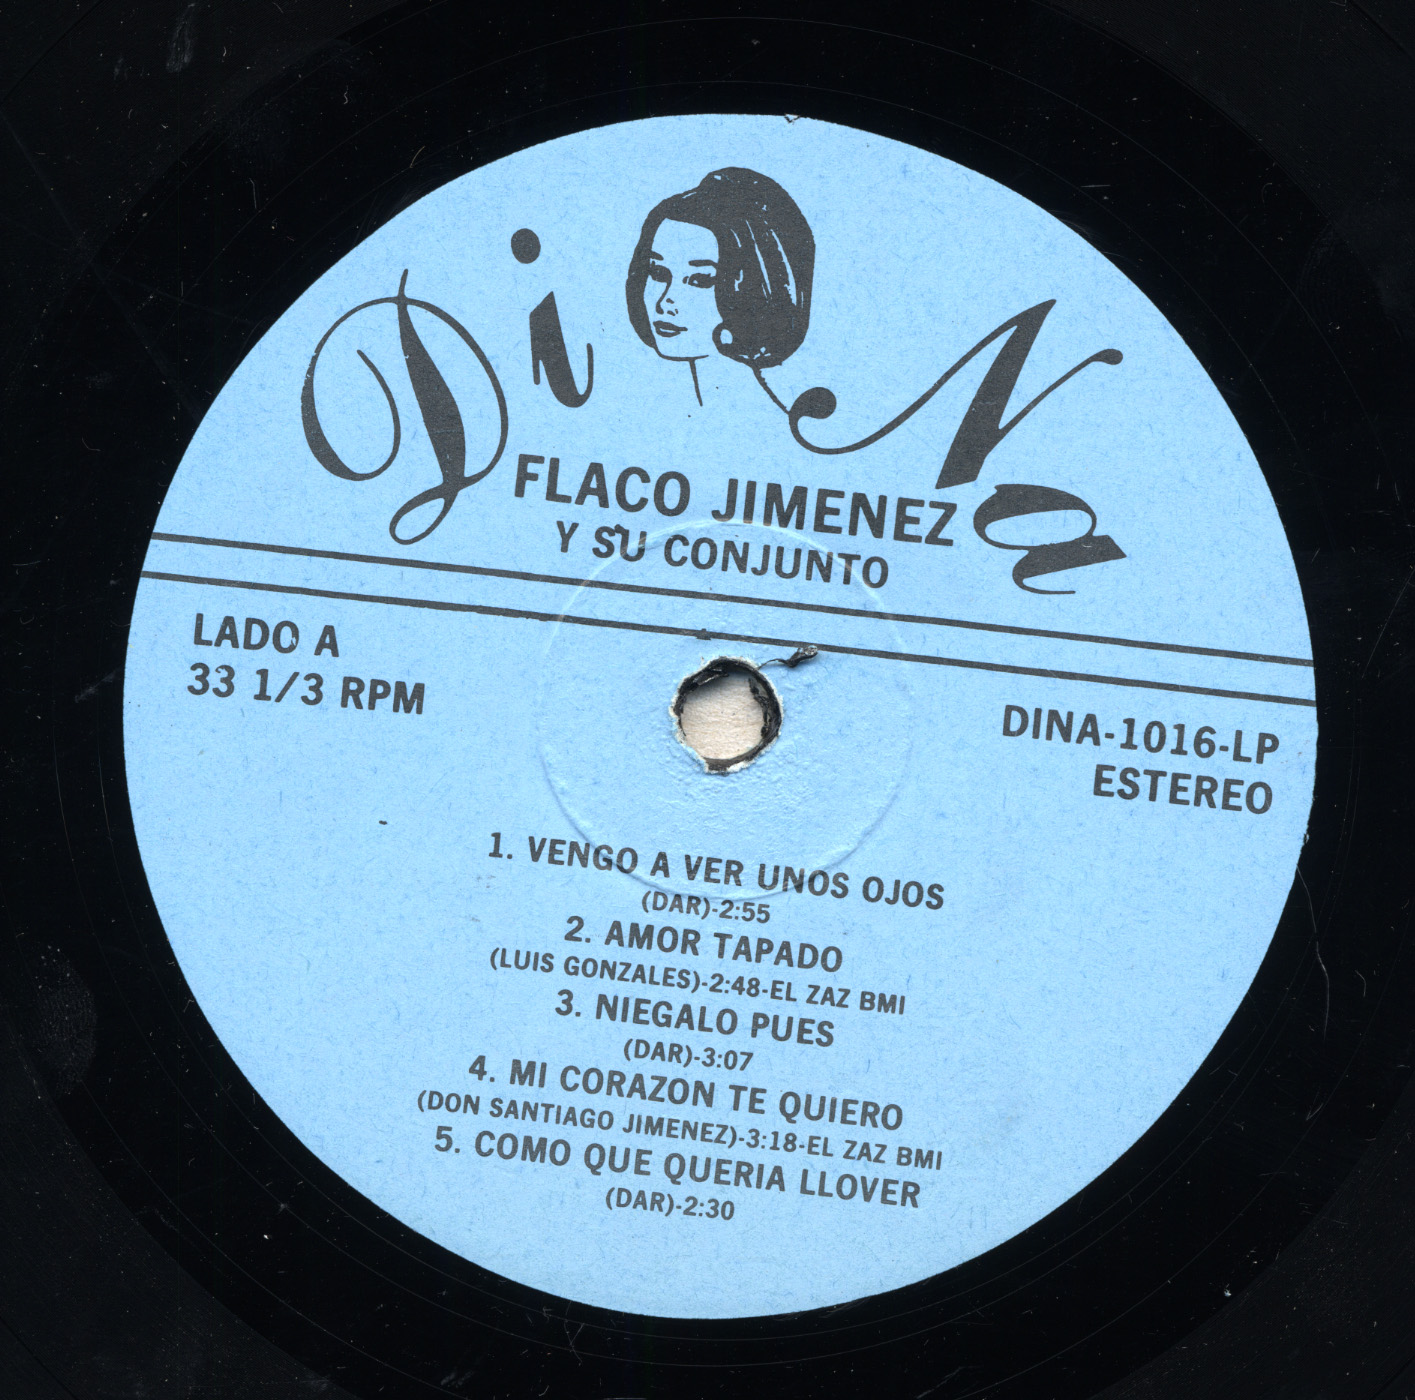 DiNa
FLACO JIMENEZ
Y SU CONJUNTO
LADO A
33 1/3 RPM
DINA-1016-LP
ESTEREO
1. VENGO A VER UNOS OJOS
(DAR)-2:55
2. AMOR TAPADO
(LUIS GONZALES)-2:48-EL ZAZ BMI
3. NIEGALO PUES
(DAR)-3:07
4. MI CORAZON TE QUIERO
(DON SANTIAGO JIMENEZ)-3:18-EL ZAZ BMI
5. COMO QUE QUERIA LLOVER
(DAR)-2:30